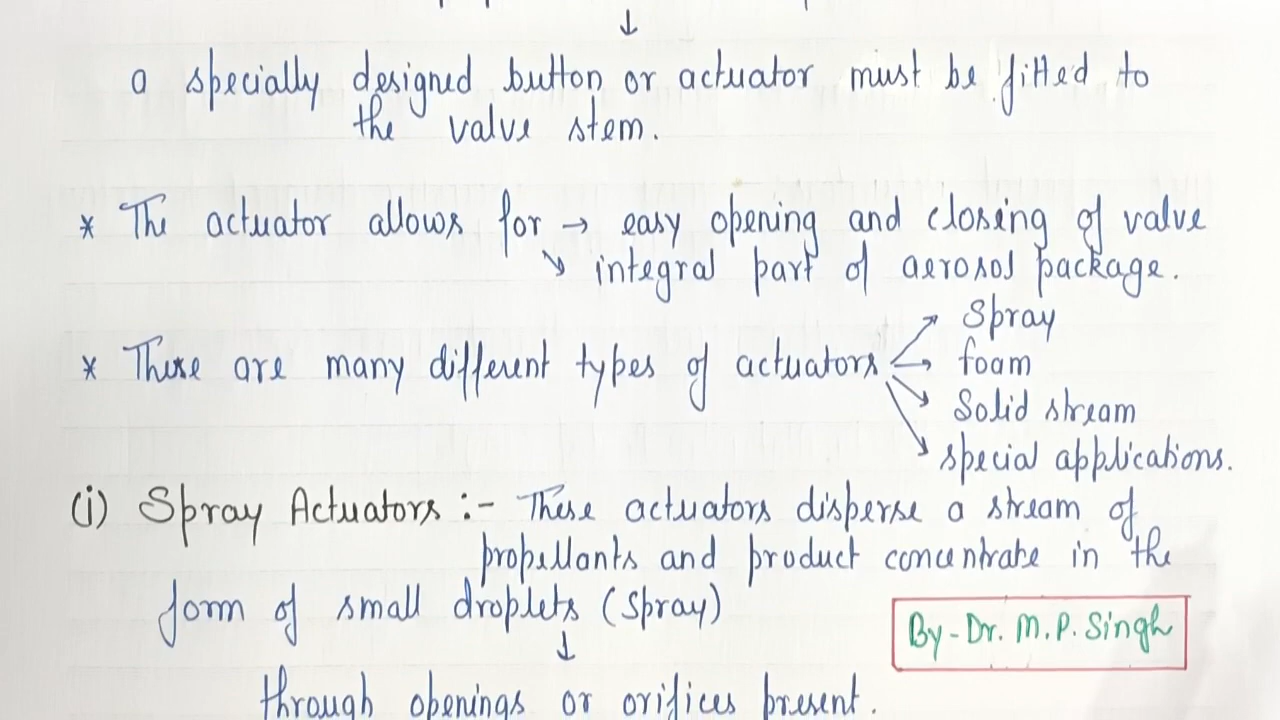 ↓
a specially designed button or actuator must be fitted to
the valve stem.
* The actuator allows for → easy opening and closing of valve
↘ integral part of aerosol package.
* There are many different types of actuators
Spray
foam
Solid stream
special applications.
(i) Spray Actuators :- These actuators disperse a stream of
propellants and product concentrate in the
form of small droplets (spray)
↓
through openings or orifices present.
By - Dr. M.P. Singh